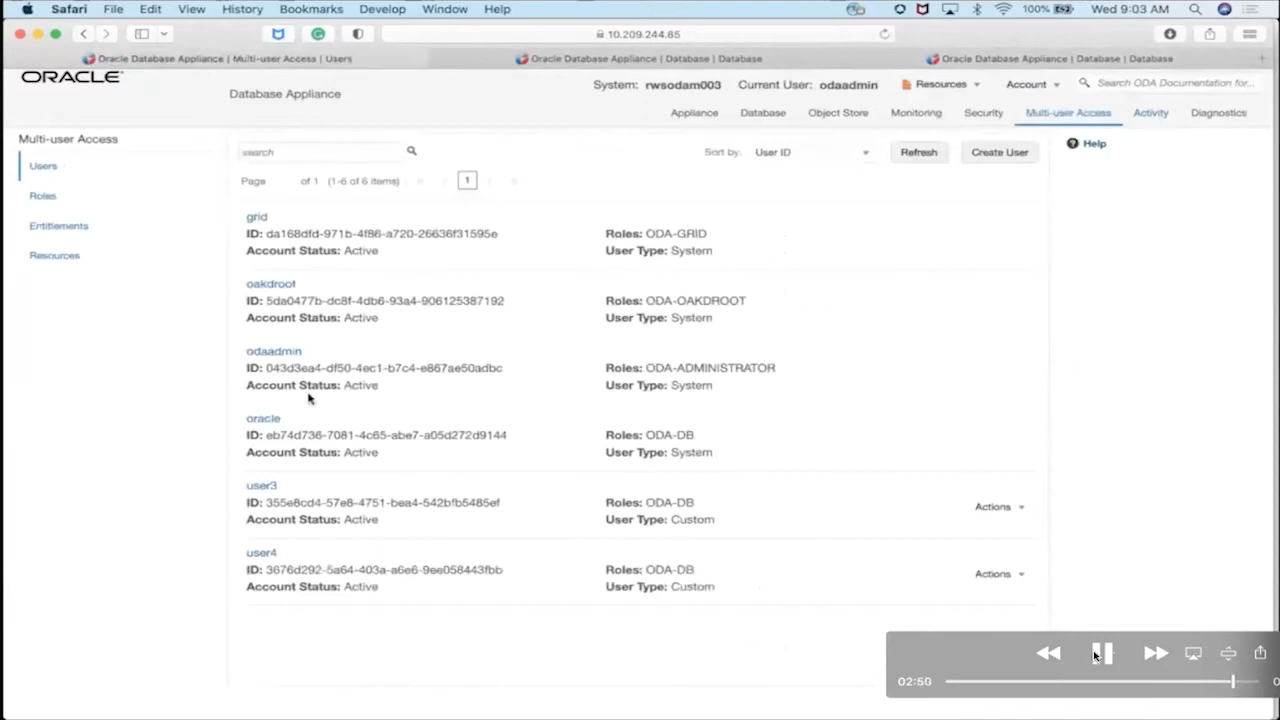 Safari File Edit View History Bookmarks Develop Window Help 100% Wed 9:03 AM
10.209.244.85
Oracle Database Appliance | Multi-user Access | Users
Oracle Database Appliance | Database | Database
Oracle Database Appliance | Database | Database
ORACLE
Database Appliance
System: rwsodam003 Current User: odaadmin Resources Account Search ODA Documentation for...
Appliance Database Object Store Monitoring Security Multi-user Access Activity Diagnostics
Multi-user Access
Users
Roles
Entitlements
Resources
search
Sort by: User ID Refresh Create User
Help
Page of 1 (1-6 of 6 items) 1
grid
ID: da168dfd-971b-4f86-a720-26636f31595e Roles: ODA-GRID
Account Status: Active User Type: System
oakdroot
ID: 5da0477b-dc8f-4db6-93a4-906125387192 Roles: ODA-OAKDROOT
Account Status: Active User Type: System
odaadmin
ID: 043d3ea4-df50-4ec1-b7c4-e867ae50adbc Roles: ODA-ADMINISTRATOR
Account Status: Active User Type: System
oracle
ID: eb74d736-7081-4c65-abe7-a05d272d9144 Roles: ODA-DB
Account Status: Active User Type: System
user3
ID: 355e8cd4-57e8-4751-bea4-542bfb5485ef Roles: ODA-DB
Account Status: Active User Type: Custom
Actions
user4
ID: 3676d292-5a64-403a-a6e6-9ee058443fbb Roles: ODA-DB
Account Status: Active User Type: Custom
Actions
02:50